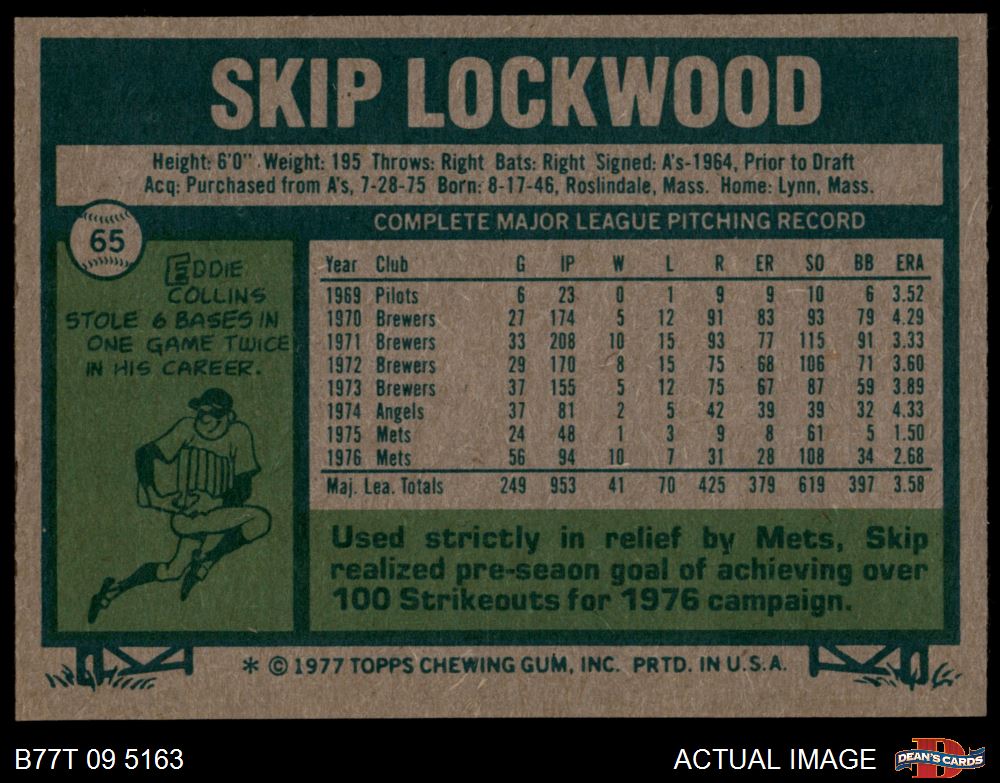 SKIP LOCKWOOD
Height: 6'0" Weight: 195 Throws: Right Bats: Right Signed: A's-1964, Prior to Draft
Acq: Purchased from A's, 7-28-75 Born: 8-17-46, Roslindale, Mass. Home: Lynn, Mass.
COMPLETE MAJOR LEAGUE PITCHING RECORD
65
EDDIE
COLLINS
STOLE 6 BASES IN
ONE GAME TWICE
IN HIS CAREER.
Year Club G IP W L R ER SO BB ERA
1969 Pilots 6 23 0 1 9 9 10 6 3.52
1970 Brewers 27 174 5 12 91 83 93 79 4.29
1971 Brewers 33 208 10 15 93 77 115 91 3.33
1972 Brewers 29 170 8 15 75 68 106 71 3.60
1973 Brewers 37 155 5 12 75 67 87 59 3.89
1974 Angels 37 81 2 5 42 39 39 32 4.33
1975 Mets 24 48 1 3 9 8 61 5 1.50
1976 Mets 56 94 10 7 31 28 108 34 2.68
Maj. Lea. Totals 249 953 41 70 425 379 619 397 3.58
Used strictly in relief by Mets, Skip
realized pre-seaon goal of achieving over
100 Strikeouts for 1976 campaign.
* © 1977 TOPPS CHEWING GUM, INC. PRTD. IN U.S.A.
B77T 09 5163
ACTUAL IMAGE
DEAN'S CARDS